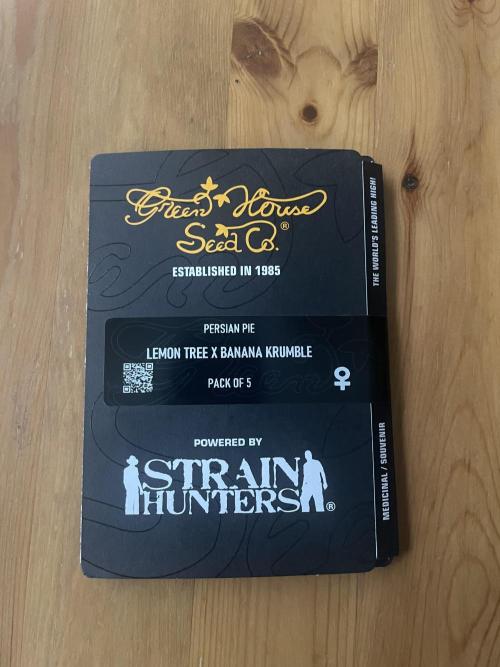 Green House
Seed Co.®
ESTABLISHED IN 1985
PERSIAN PIE
LEMON TREE X BANANA KRUMBLE
PACK OF 5
POWERED BY
STRAIN
HUNTERS®
THE WORLD'S LEADING HIGH!
MEDICINAL / SOUVENIR